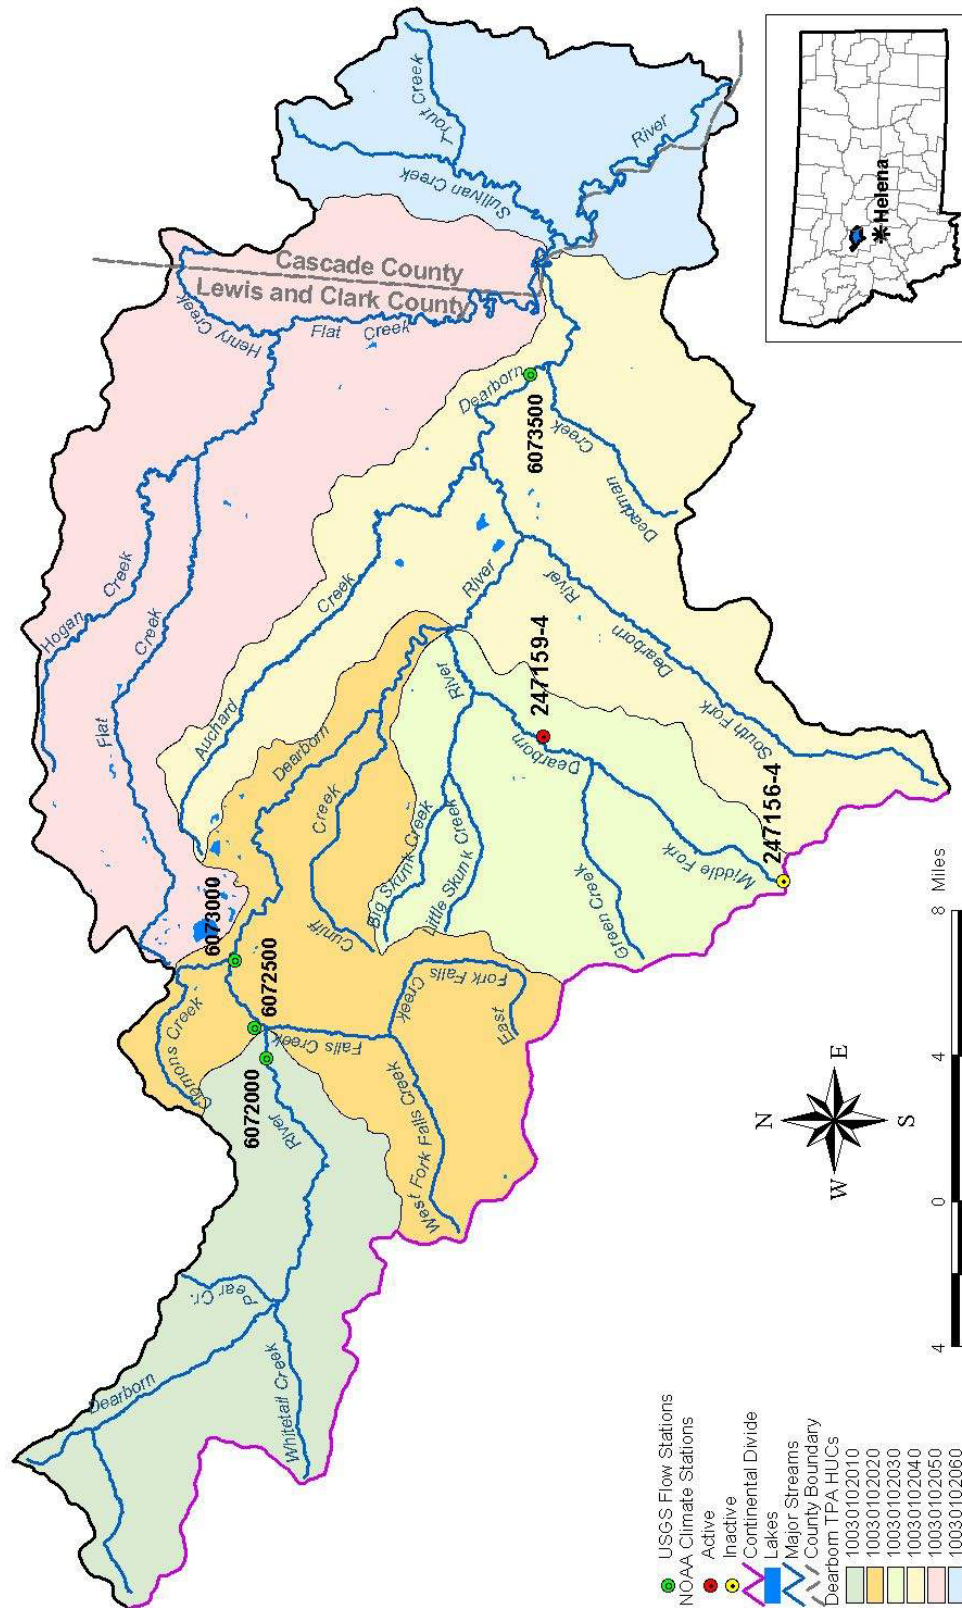 Trout Creek
Sullivan Creek
River
Cascade County
Lewis and Clark County
Henry Creek
Flat Creek
Hogan Creek
Flat Creek
Auchard Creek
Dearborn
6073500
Deadman Creek
River
South Fork Dearborn River
Dearborn
Cuniff Creek
Big Skunk Creek
Little Skunk Creek
River
247159-4
Dearborn
Green Creek
Middle Fork
247156-4
6073000
6072500
6072000
Clemons Creek
Falls Creek
East Fork Falls Creek
West Fork Falls Creek
River
Bear Cr.
Dearborn
Whitetail Creek
Helena
N
W
E
S
4
0
4
8
Miles
USGS Flow Stations
NOAA Climate Stations
Active
Inactive
Continental Divide
Lakes
Major Streams
County Boundary
Dearborn TPA HUCs
10030102010
10030102020
10030102030
10030102040
10030102050
10030102060